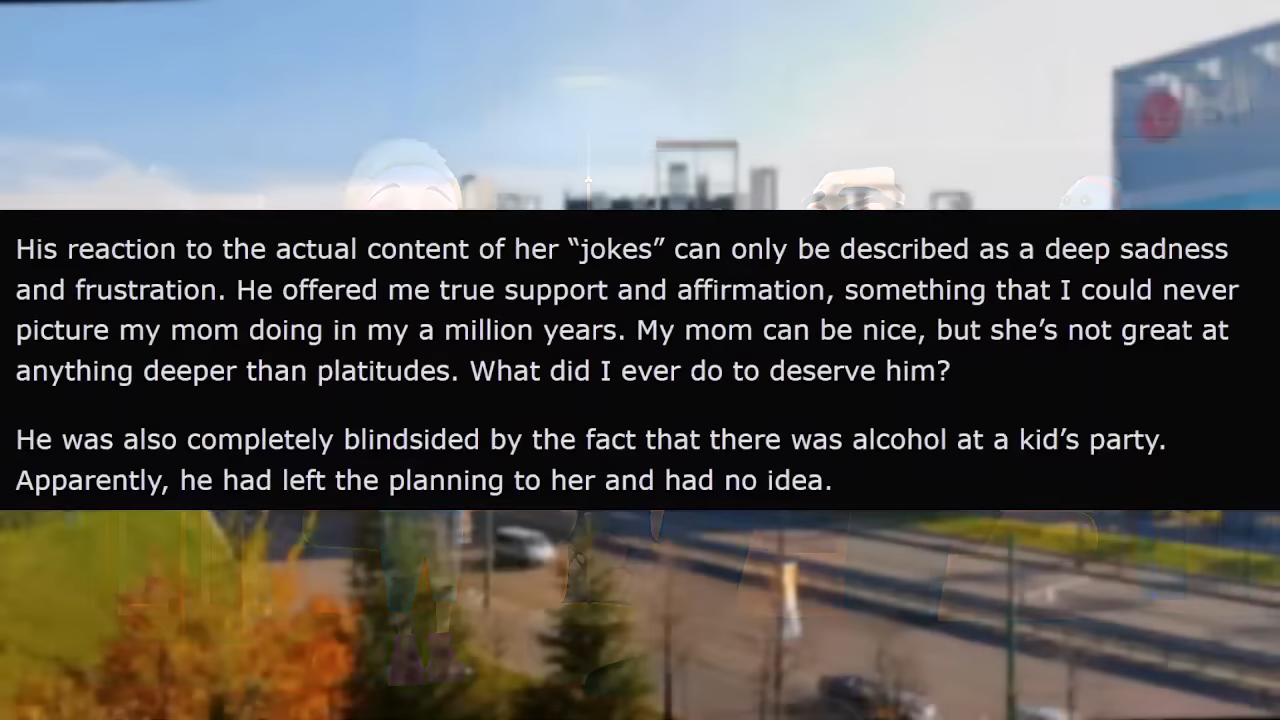 His reaction to the actual content of her “jokes” can only be described as a deep sadness
and frustration. He offered me true support and affirmation, something that I could never
picture my mom doing in my a million years. My mom can be nice, but she’s not great at
anything deeper than platitudes. What did I ever do to deserve him?
He was also completely blindsided by the fact that there was alcohol at a kid’s party.
Apparently, he had left the planning to her and had no idea.